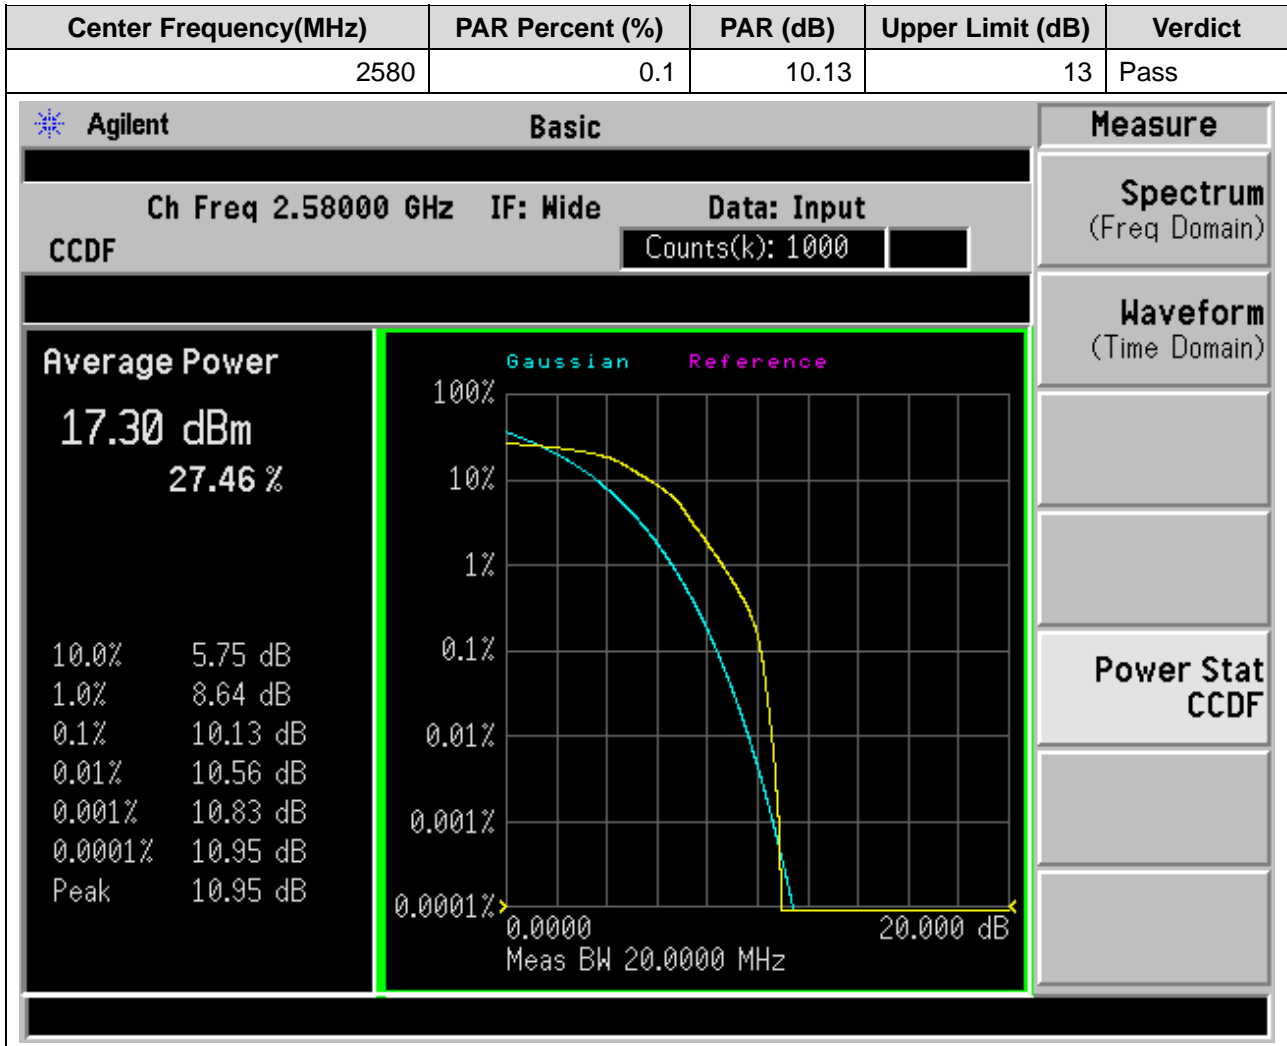 Center Frequency(MHz) PAR Percent (%) PAR (dB) Upper Limit (dB) Verdict
2580 0.1 10.13 13 Pass
Agilent Basic Measure
Ch Freq 2.58000 GHz IF: Wide Data: Input
CCDF Counts(k): 1000
Spectrum
(Freq Domain)
Waveform
(Time Domain)
Power Stat
CCDF
Average Power
17.30 dBm
27.46 %
10.0% 5.75 dB
1.0% 8.64 dB
0.1% 10.13 dB
0.01% 10.56 dB
0.001% 10.83 dB
0.0001% 10.95 dB
Peak 10.95 dB
Gaussian Reference
100%
10%
1%
0.1%
0.01%
0.001%
0.0001%
0.0000 20.000 dB
Meas BW 20.0000 MHz